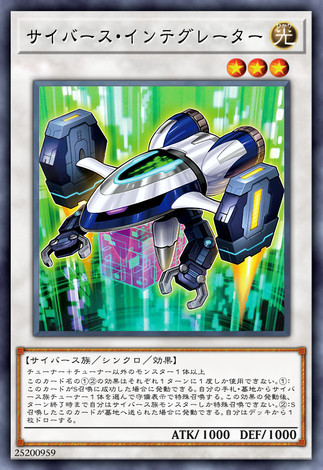 サイバース・インテグレーター
光
【サイバース族／シンクロ／効果】
チューナー＋チューナー以外のモンスター１体以上
このカード名の①②の効果はそれぞれ１ターンに１度しか使用できない。①：
このカードがS召喚に成功した場合に発動できる。自分の手札・墓地からサイバ
ース族チューナー１体を選んで守備表示で特殊召喚する。この効果の発動後、
ターン終了時まで自分はサイバース族モンスターしか特殊召喚できない。②：S
召喚したこのカードが墓地へ送られた場合に発動できる。自分はデッキから１
枚ドローする。
ATK/ 1000 DEF/ 1000
25200959